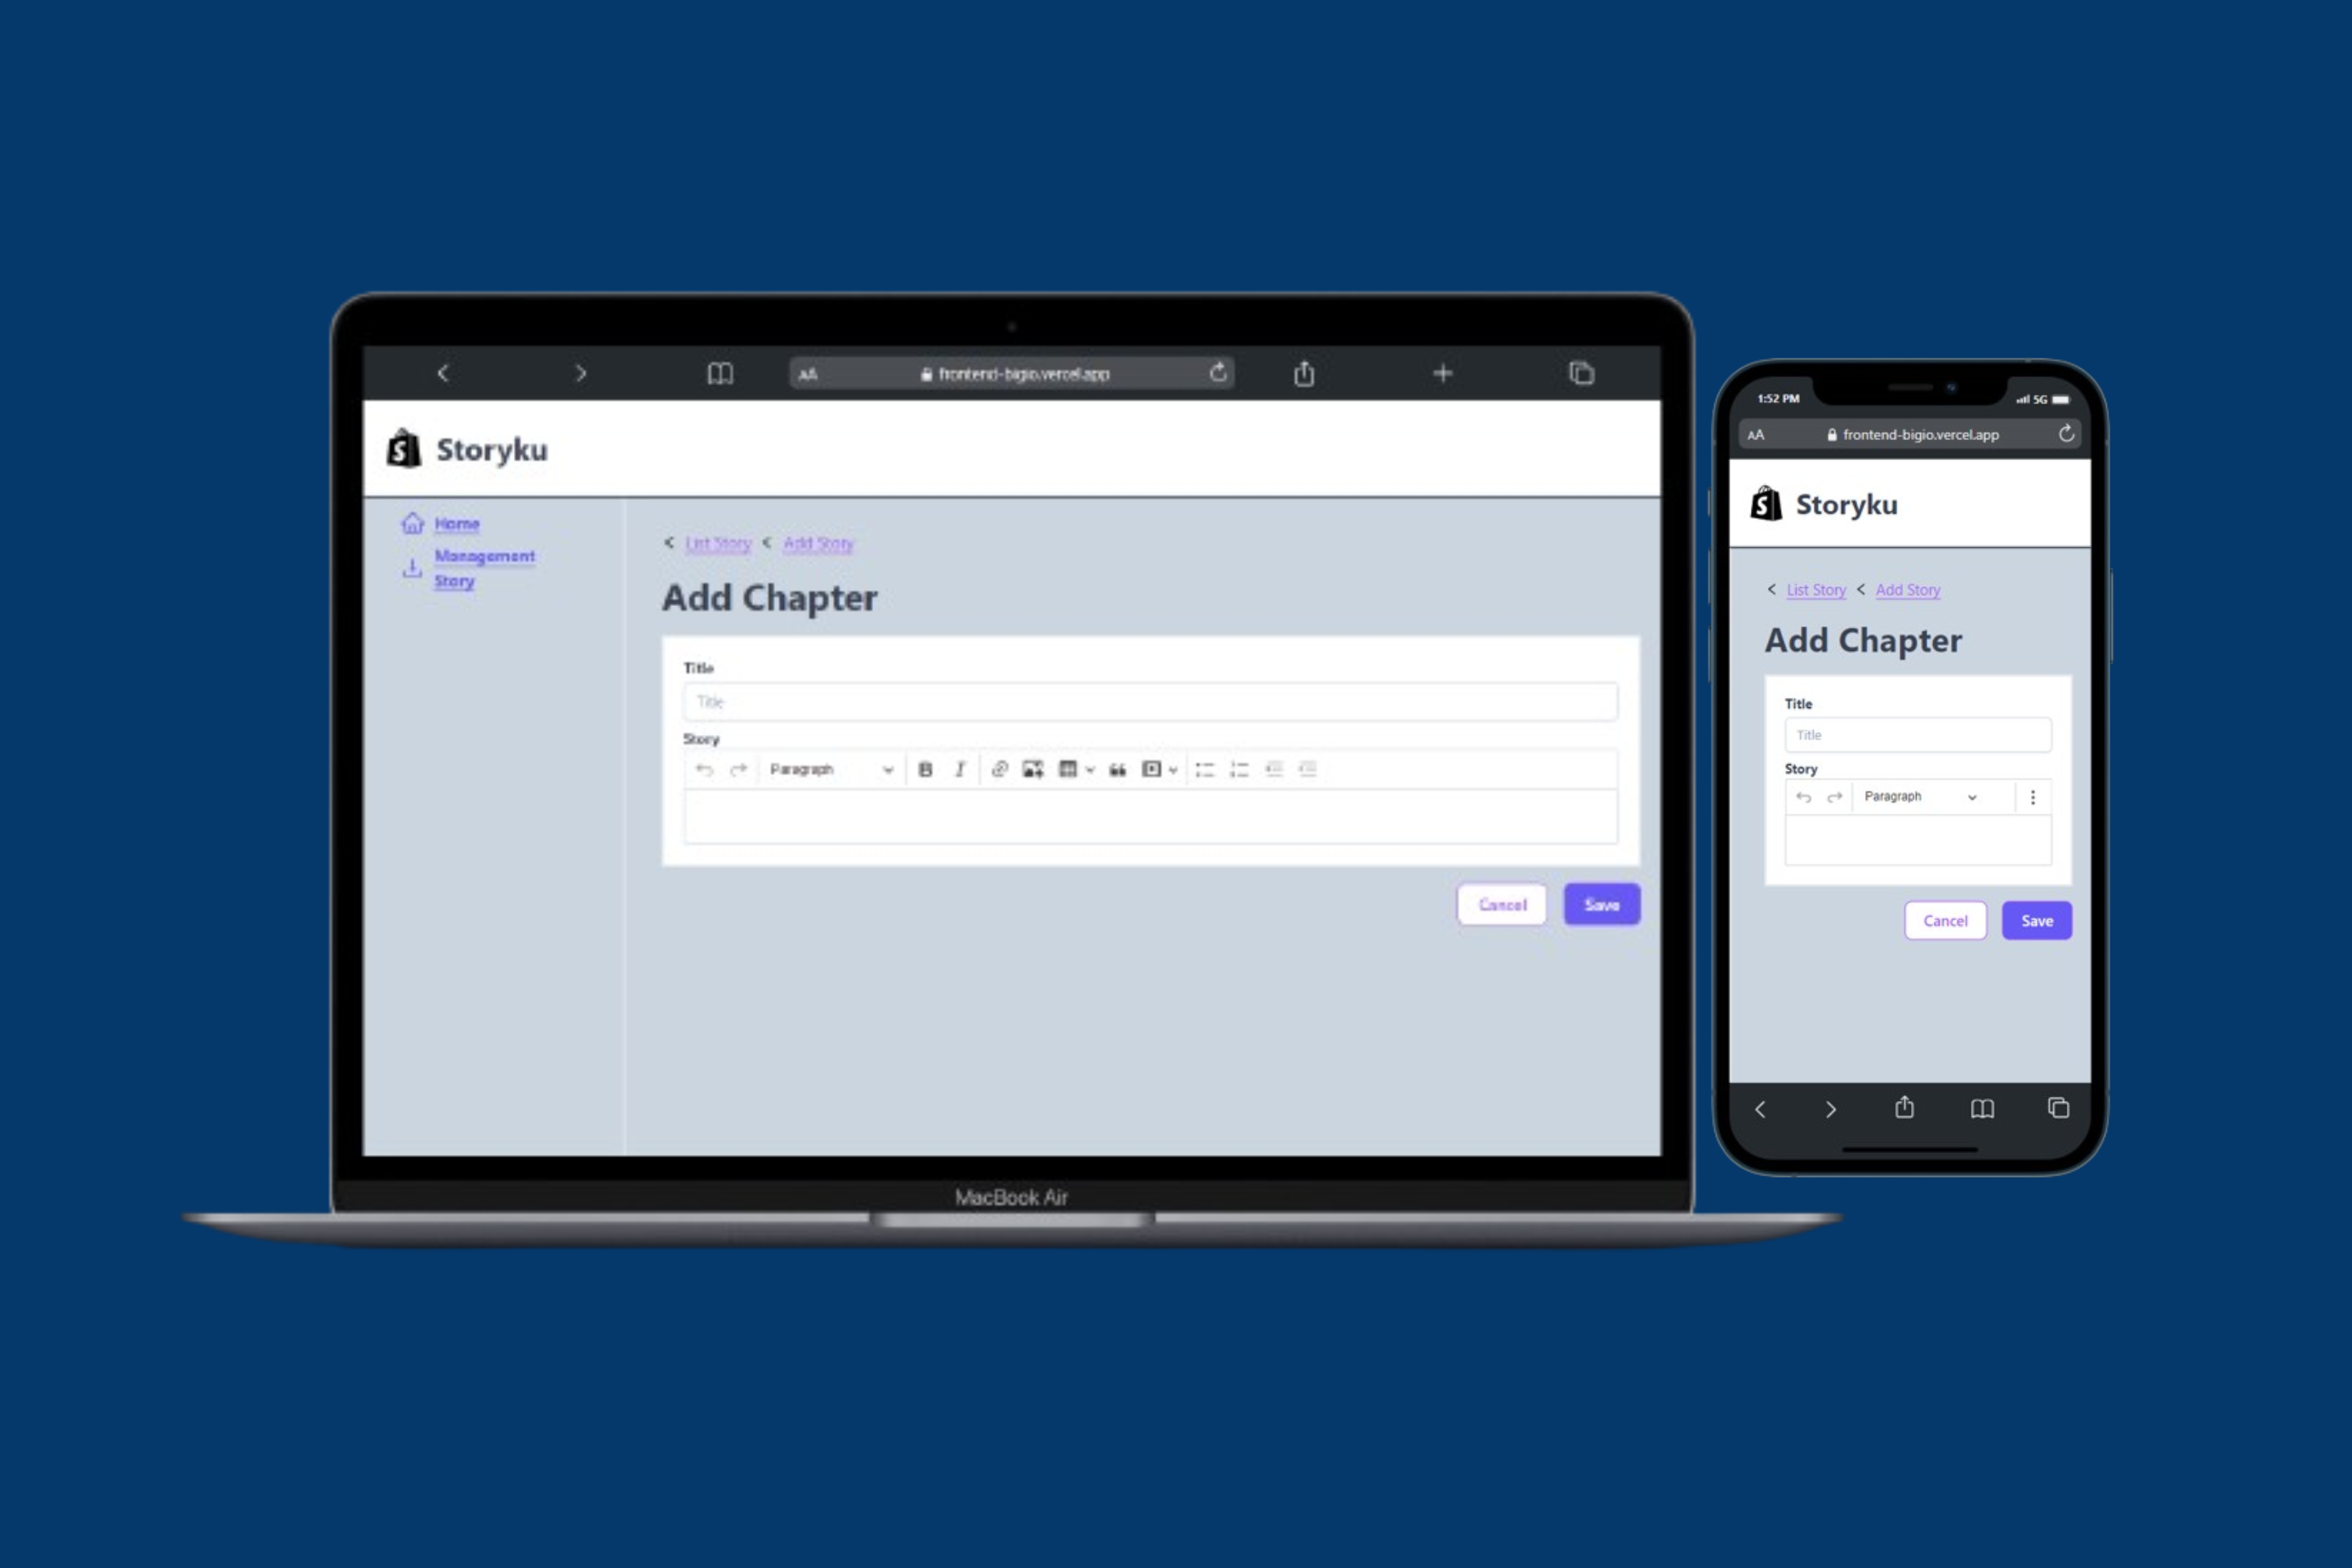 AA frontend-bigio.vercel.app
Storyku
Home
Management
Story
< List Story < Add Story
Add Chapter
Title
Title
Story
Paragraph
B I
Cancel Save
MacBook Air
1:52 PM 5G
AA frontend-bigio.vercel.app
Storyku
< List Story < Add Story
Add Chapter
Title
Title
Story
Paragraph
Cancel Save